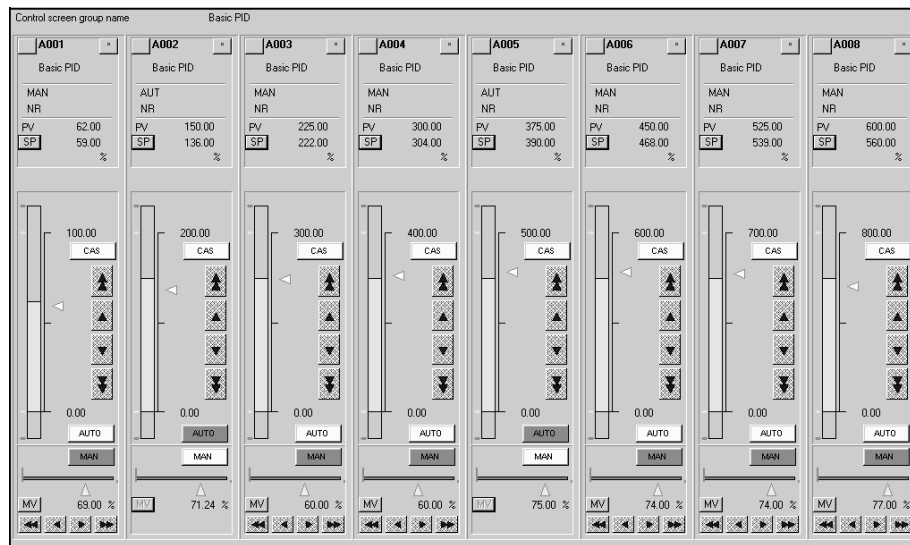 Control screen group name Basic PID
A001 * A002 * A003 * A004 * A005 * A006 * A007 * A008 *
Basic PID Basic PID Basic PID Basic PID Basic PID Basic PID Basic PID Basic PID
MAN AUT MAN MAN AUT MAN MAN MAN
NR NR NR NR NR NR NR NR
PV 62.00 PV 150.00 PV 225.00 PV 300.00 PV 375.00 PV 450.00 PV 525.00 PV 600.00
SP 59.00 SP 136.00 SP 222.00 SP 304.00 SP 390.00 SP 468.00 SP 539.00 SP 560.00
% % % % % % % %
100.00 200.00 300.00 400.00 500.00 600.00 700.00 800.00
CAS CAS CAS CAS CAS CAS CAS CAS
0.00 0.00 0.00 0.00 0.00 0.00 0.00 0.00
AUTO AUTO AUTO AUTO AUTO AUTO AUTO AUTO
MAN MAN MAN MAN MAN MAN MAN MAN
MV 69.00 % MV 71.24 % MV 60.00 % MV 60.00 % MV 75.00 % MV 74.00 % MV 74.00 % MV 77.00 %